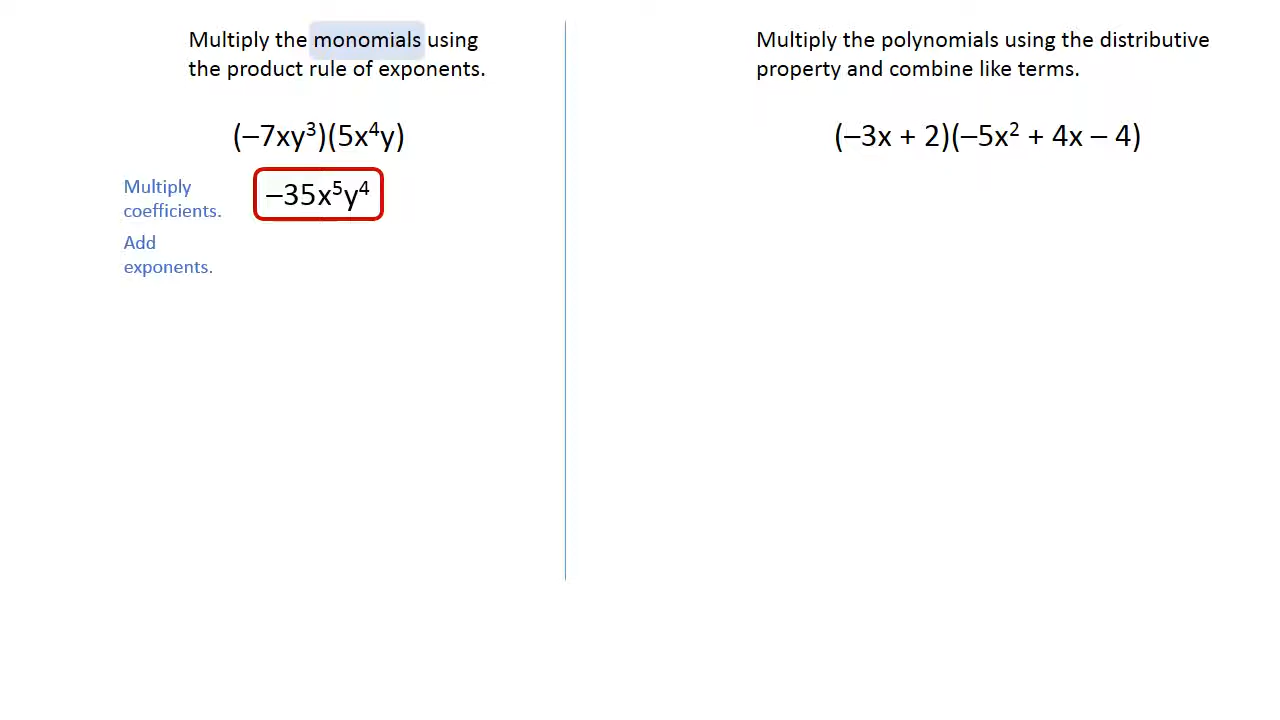 Multiply the monomials using
the product rule of exponents.
(–7xy³)(5x⁴y)
Multiply
coefficients.
–35x⁵y⁴
Add
exponents.
Multiply the polynomials using the distributive
property and combine like terms.
(–3x + 2)(–5x² + 4x – 4)